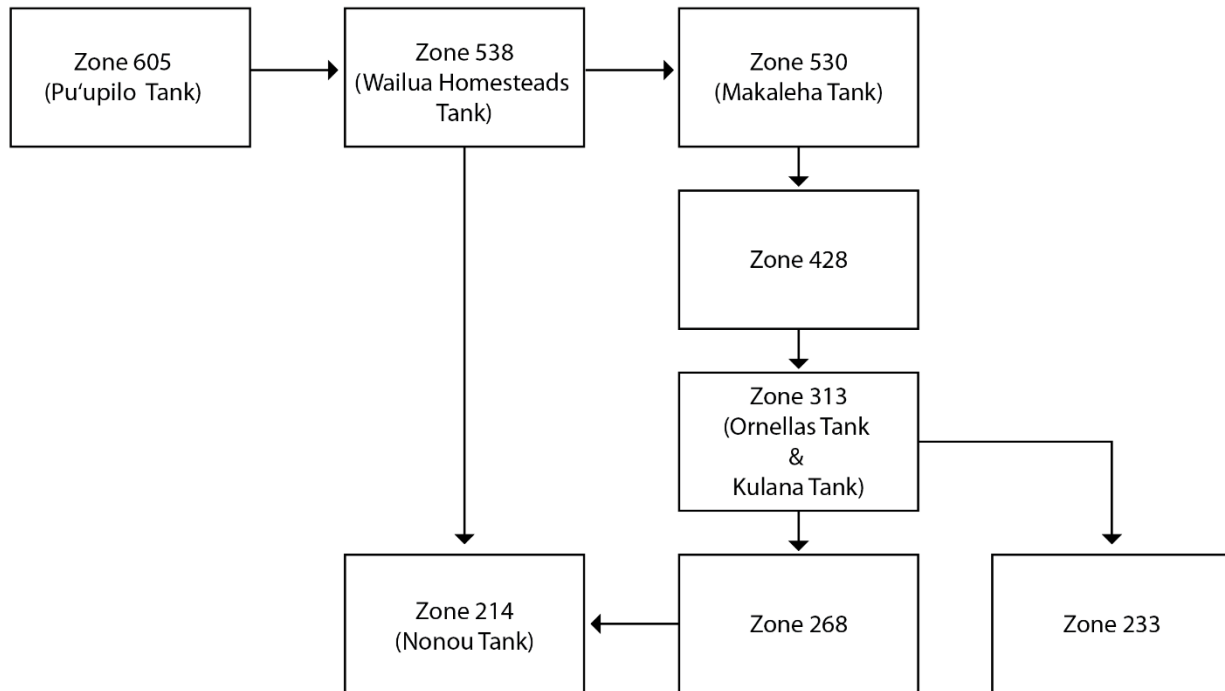 Zone 605
(Pu‘upilo  Tank)
Zone 538
(Wailua Homesteads
Tank)
Zone 530
(Makaleha Tank)
Zone 428
Zone 313
(Ornellas Tank
&
Kulana Tank)
Zone 214
(Nonou Tank)
Zone 268
Zone 233